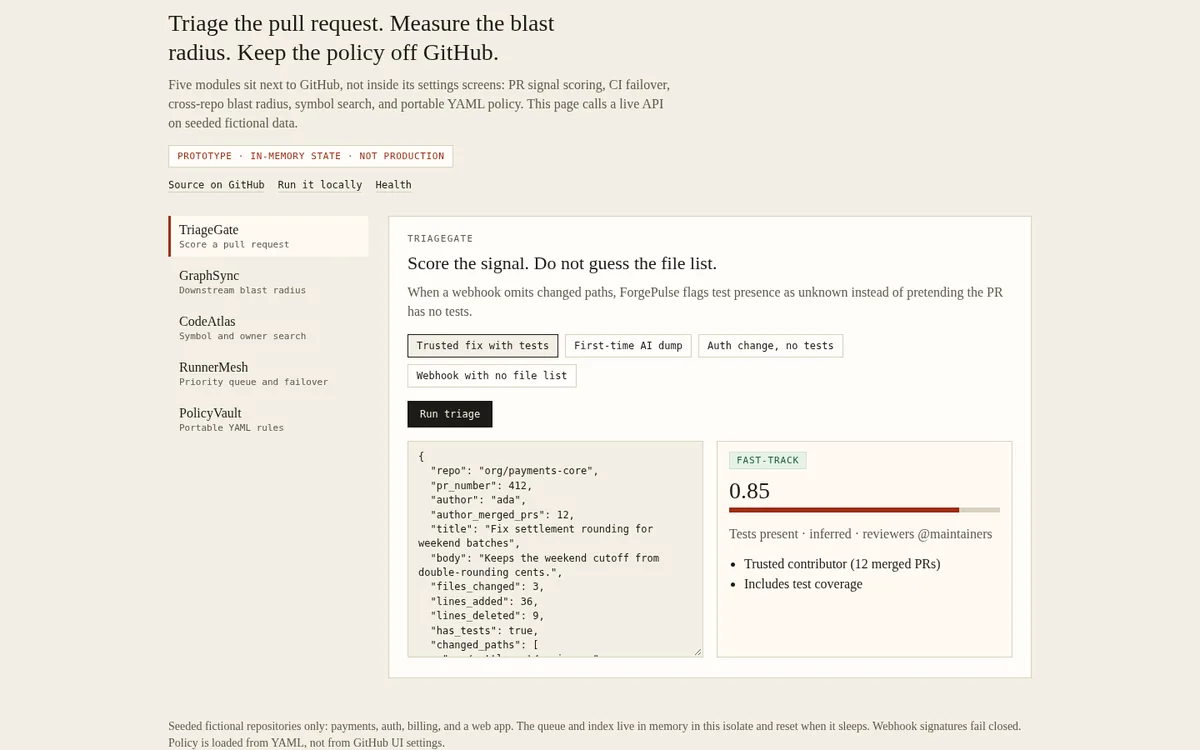 Triage the pull request. Measure the blast
radius. Keep the policy off GitHub.
Five modules sit next to GitHub, not inside its settings screens: PR signal scoring, CI failover,
cross-repo blast radius, symbol search, and portable YAML policy. This page calls a live API
on seeded fictional data.
PROTOTYPE · IN-MEMORY STATE · NOT PRODUCTION
Source on GitHub Run it locally Health
TriageGate
Score a pull request
GraphSync
Downstream blast radius
CodeAtlas
Symbol and owner search
RunnerMesh
Priority queue and failover
PolicyVault
Portable YAML rules
TRIAGEGATE
Score the signal. Do not guess the file list.
When a webhook omits changed paths, ForgePulse flags test presence as unknown instead of pretending the PR
has no tests.
Trusted fix with tests First-time AI dump Auth change, no tests
Webhook with no file list
Run triage
{
"repo": "org/payments-core",
"pr_number": 412,
"author": "ada",
"author_merged_prs": 12,
"title": "Fix settlement rounding for
weekend batches",
"body": "Keeps the weekend cutoff from
double-rounding cents.",
"files_changed": 3,
"lines_added": 36,
"lines_deleted": 9,
"has_tests": true,
"changed_paths": [
FAST-TRACK
0.85
Tests present · inferred · reviewers @maintainers
• Trusted contributor (12 merged PRs)
• Includes test coverage
Seeded fictional repositories only: payments, auth, billing, and a web app. The queue and index live in memory in this isolate and reset when it sleeps. Webhook signatures fail closed.
Policy is loaded from YAML, not from GitHub UI settings.